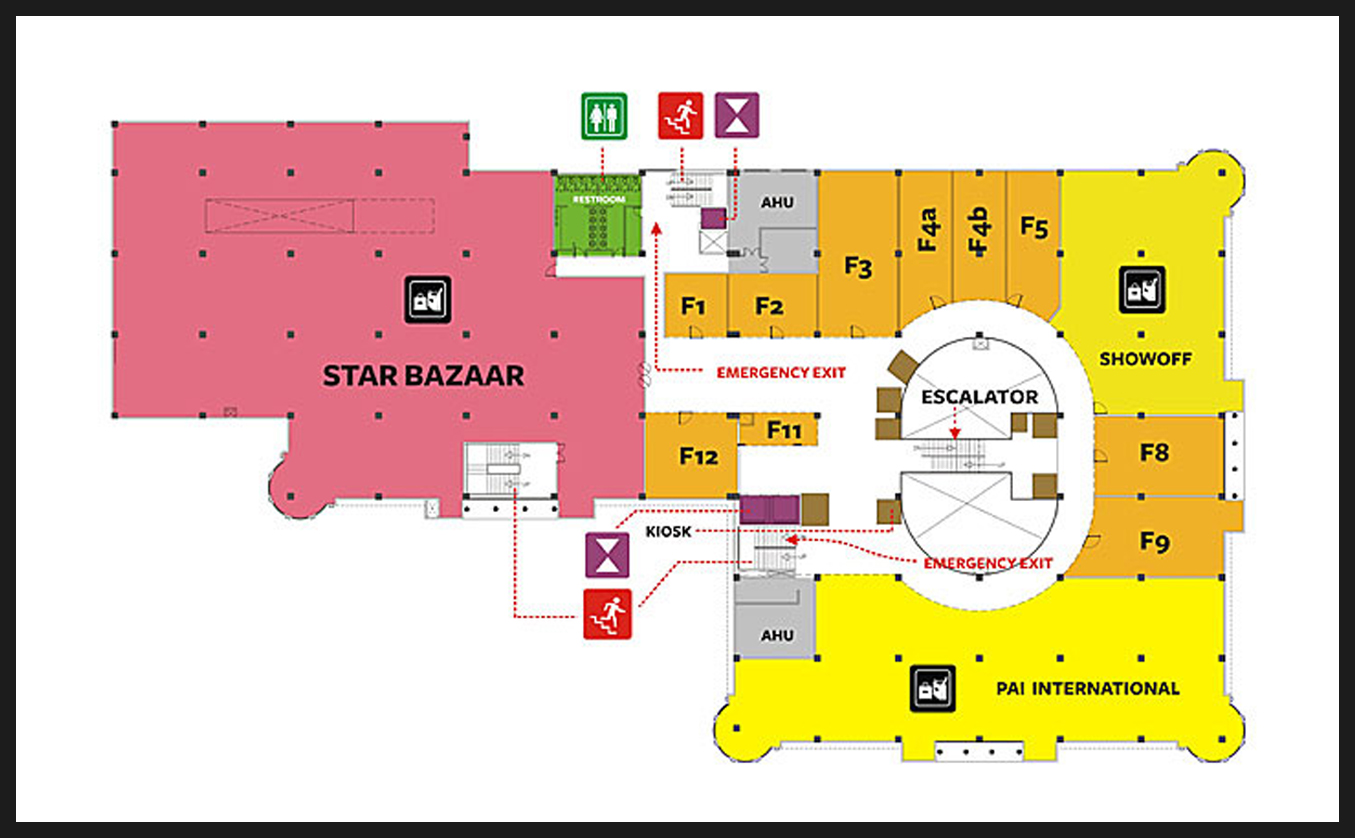 RESTROOM
AHU
F1
F2
F3
F4a
F4b
F5
SHOWOFF
STAR BAZAAR
EMERGENCY EXIT
ESCALATOR
F12
F11
F8
F9
KIOSK
EMERGENCY EXIT
AHU
PAI INTERNATIONAL